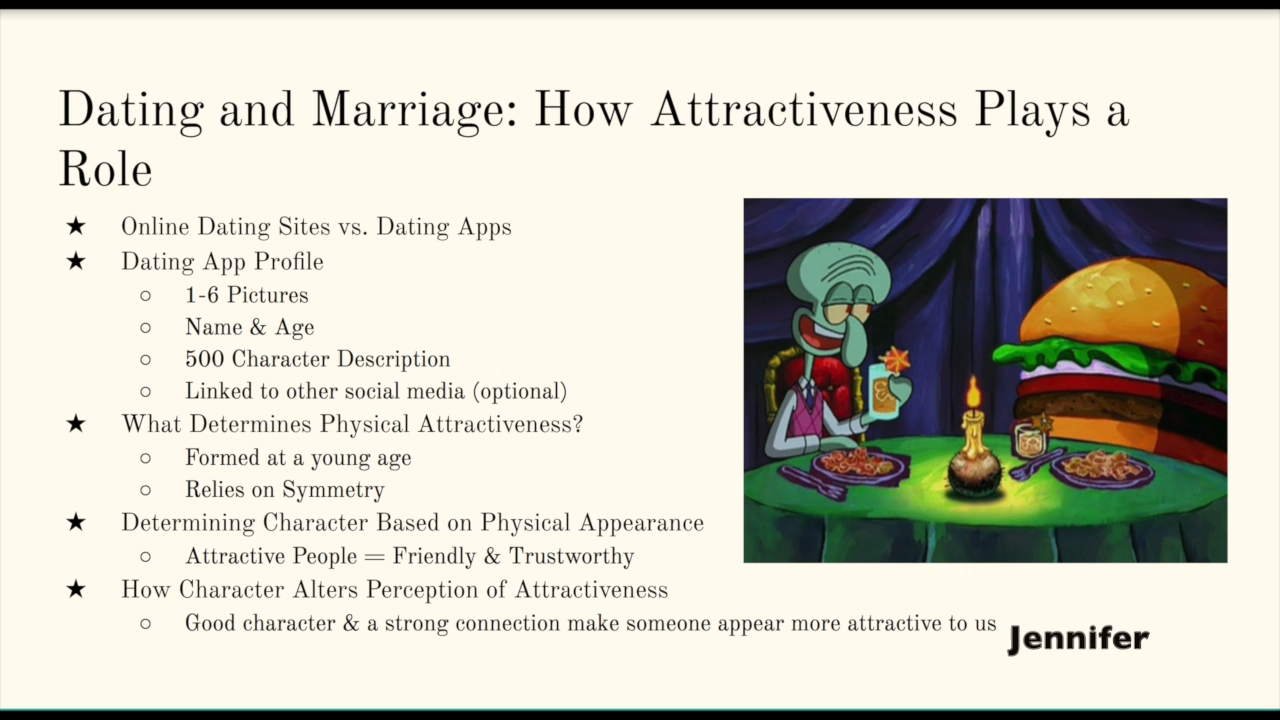 Dating and Marriage: How Attractiveness Plays a
Role
★ Online Dating Sites vs. Dating Apps
★ Dating App Profile
○ 1-6 Pictures
○ Name & Age
○ 500 Character Description
○ Linked to other social media (optional)
★ What Determines Physical Attractiveness?
○ Formed at a young age
○ Relies on Symmetry
★ Determining Character Based on Physical Appearance
○ Attractive People = Friendly & Trustworthy
★ How Character Alters Perception of Attractiveness
○ Good character & a strong connection make someone appear more attractive to us
Jennifer